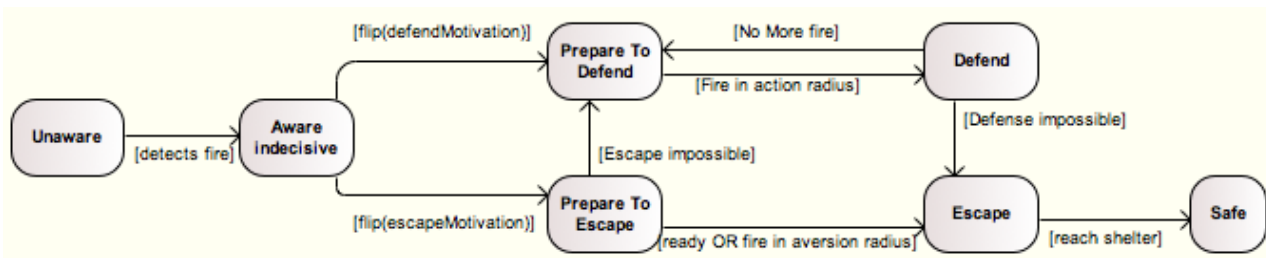 [flip(defendMotivation)]
Prepare To
Defend
[No More fire]
[Fire in action radius]
Defend
Unaware
[detects fire]
Aware
indecisive
[Escape impossible]
[Defense impossible]
[flip(escapeMotivation)]
Prepare To
Escape
[ready OR fire in aversion radius]
Escape
[reach shelter]
Safe